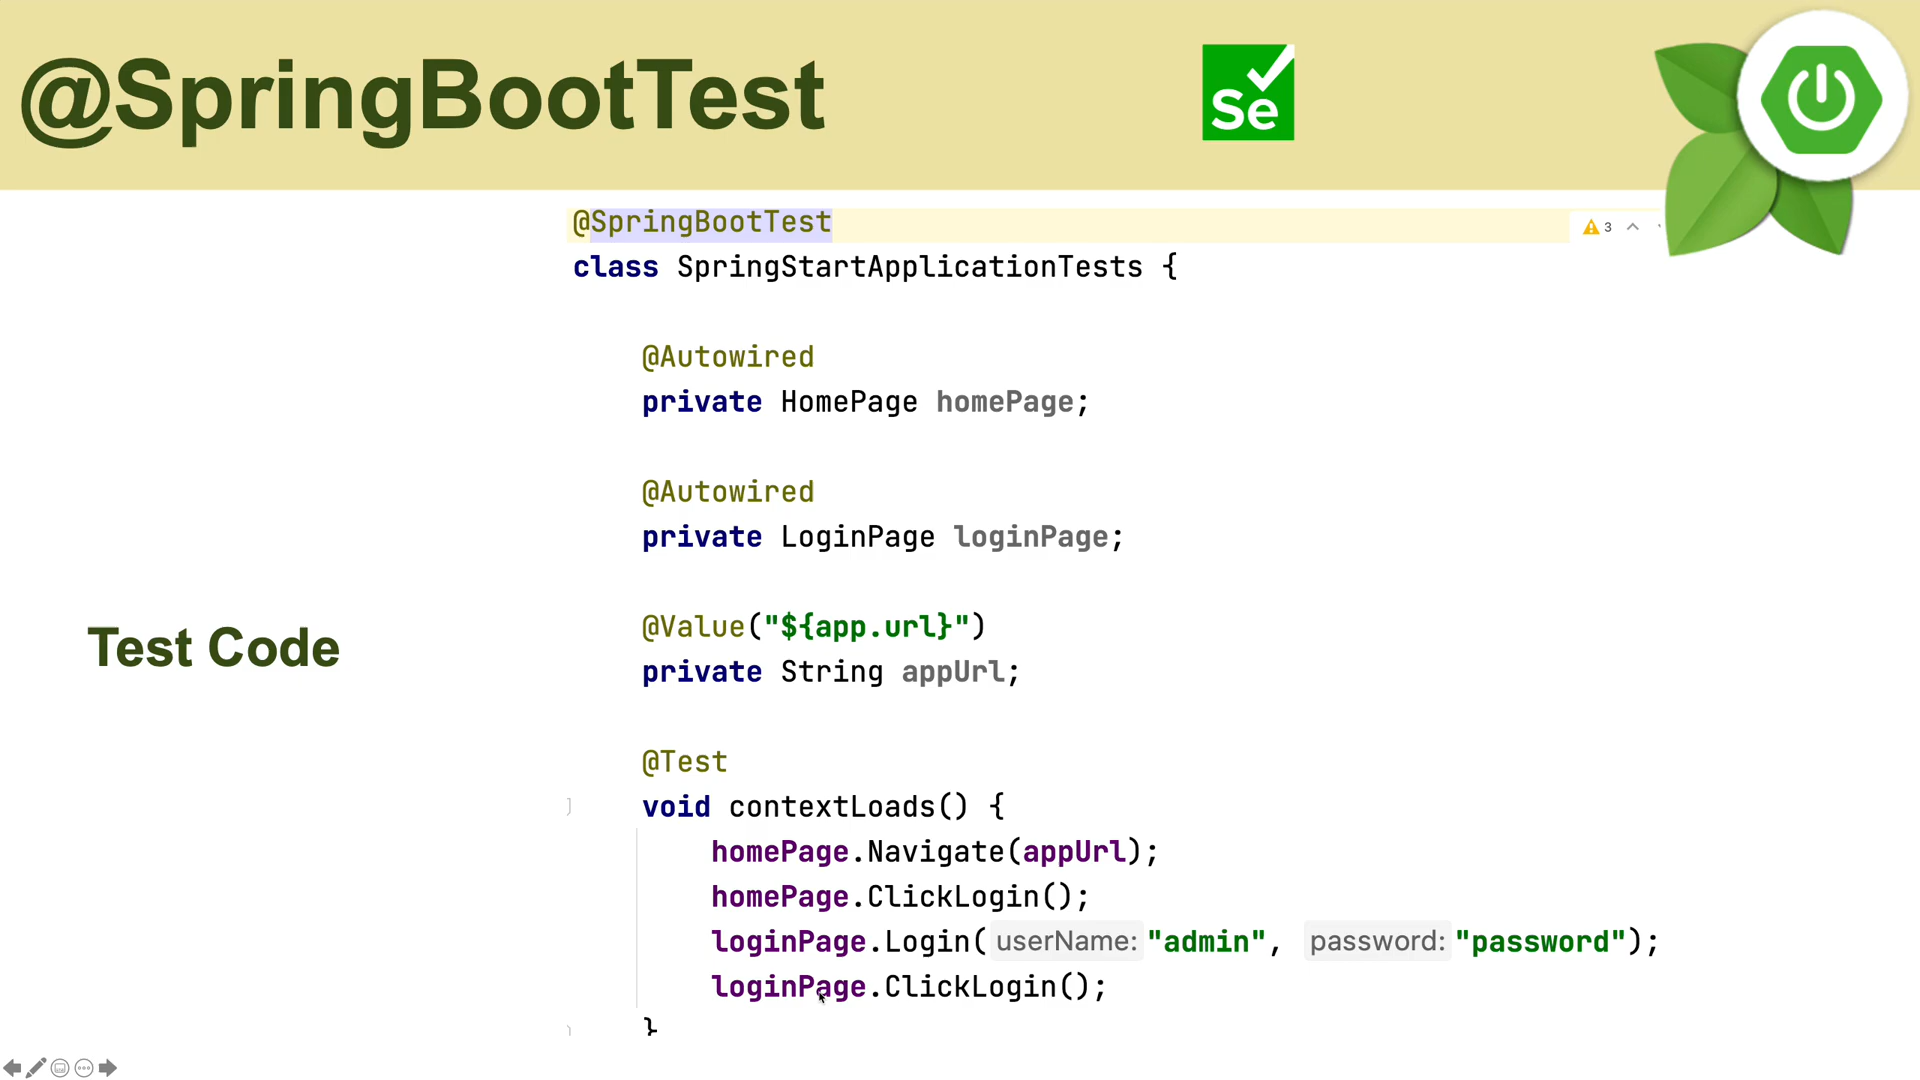 @SpringBootTest
Se
@SpringBootTest
3
class SpringStartApplicationTests {
@Autowired
private HomePage homePage;
@Autowired
private LoginPage loginPage;
Test Code
@Value("${app.url}")
private String appUrl;
@Test
void contextLoads() {
homePage.Navigate(appUrl);
homePage.ClickLogin();
loginPage.Login( userName: "admin", password: "password");
loginPage.ClickLogin();
}